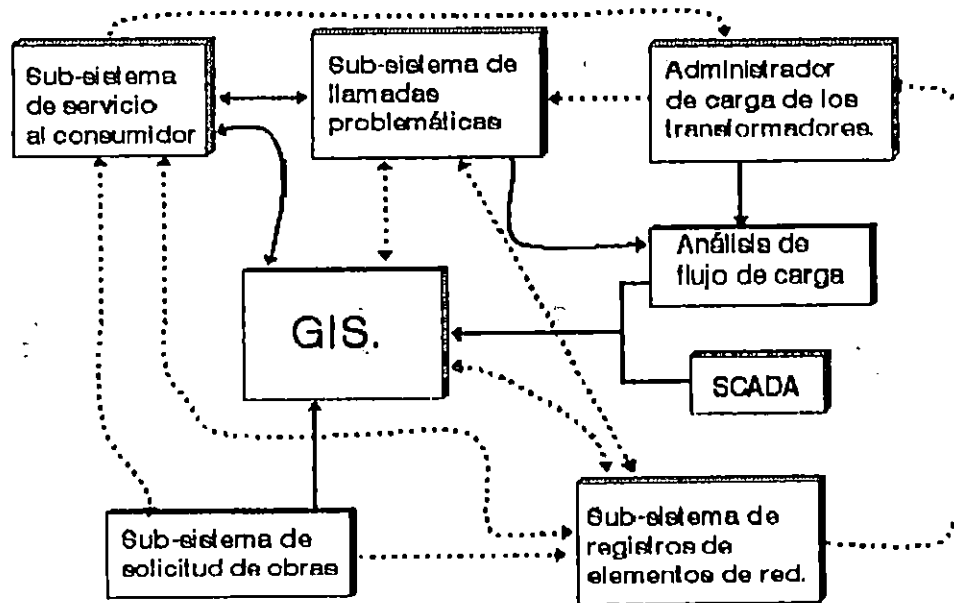 Sub-sistema
de servicio
al consumidor
Sub-sistema de
llamadas
problemáticas
Administrador
de carga de los
transformadores.
Análisis de
flujo de carga
GIS.
SCADA
Sub-sistema de
solicitud de obras
Sub-sistema de
registros de
elementos de red.